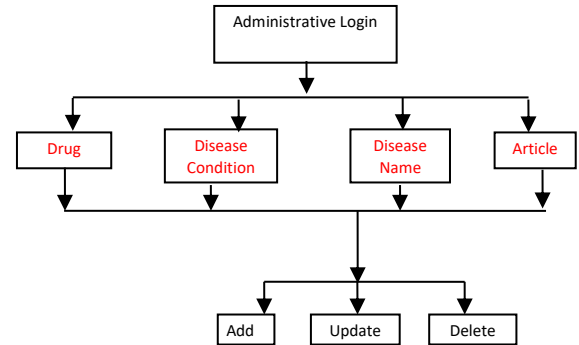 Administrative Login
Drug
Disease
Condition
Disease
Name
Article
Add
Update
Delete